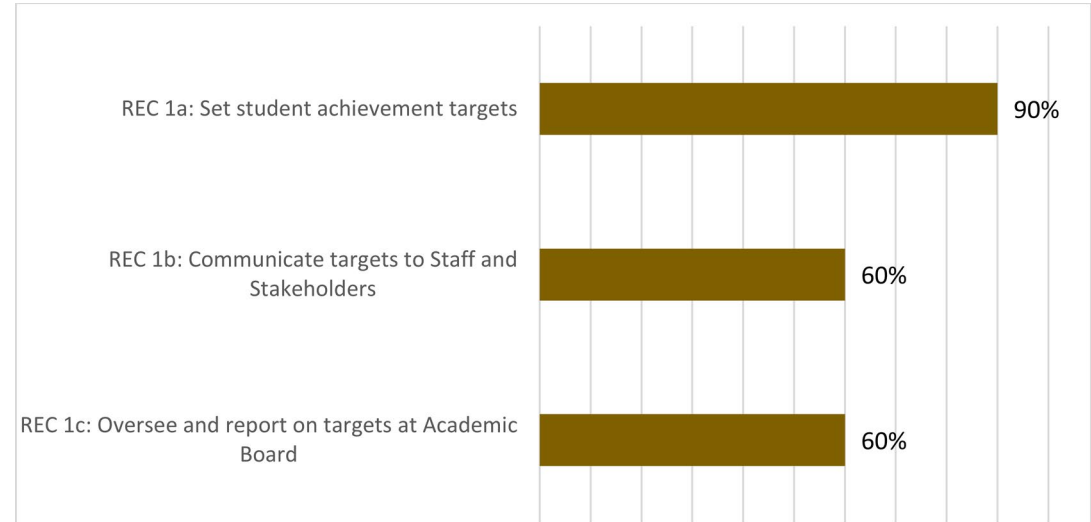 REC 1a: Set student achievement targets
90%
REC 1b: Communicate targets to Staff and
Stakeholders
60%
REC 1c: Oversee and report on targets at Academic
Board
60%